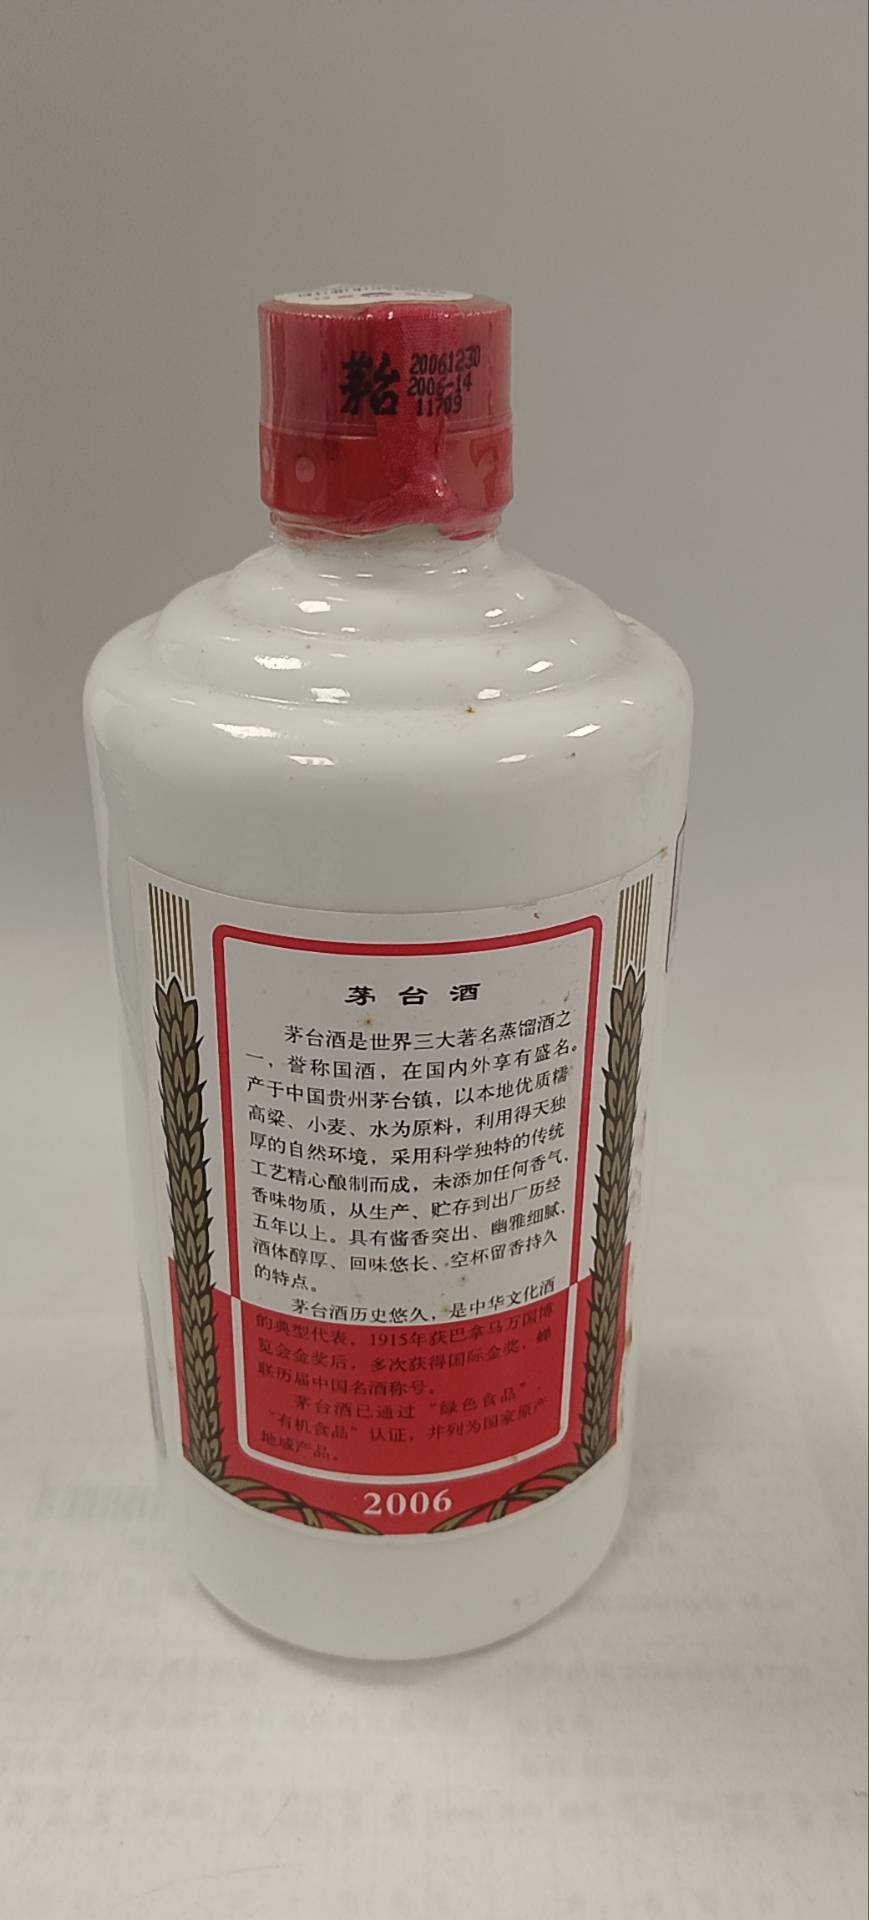 茅台
20061230
2006-14
11709
茅台酒
茅台酒是世界三大著名蒸馏酒之
一，誉称国酒，在国内外享有盛名。
产于中国贵州茅台镇，以本地优质糯
高粱、小麦、水为原料，利用得天独
厚的自然环境，采用科学独特的传统
工艺精心酿制而成，未添加任何香气、
香味物质，从生产、贮存到出厂历经
五年以上。具有酱香突出、幽雅细腻、
酒体醇厚、回味悠长、空杯留香持久
的特点。
茅台酒历史悠久，是中华文化酒
的典型代表。1915年获巴拿马万国博
览会金奖后，多次获得国际金奖，蝉
联历届中国名酒称号。
茅台酒已通过“绿色食品”、
“有机食品”认证，并列为国家原产
地域产品。
2006